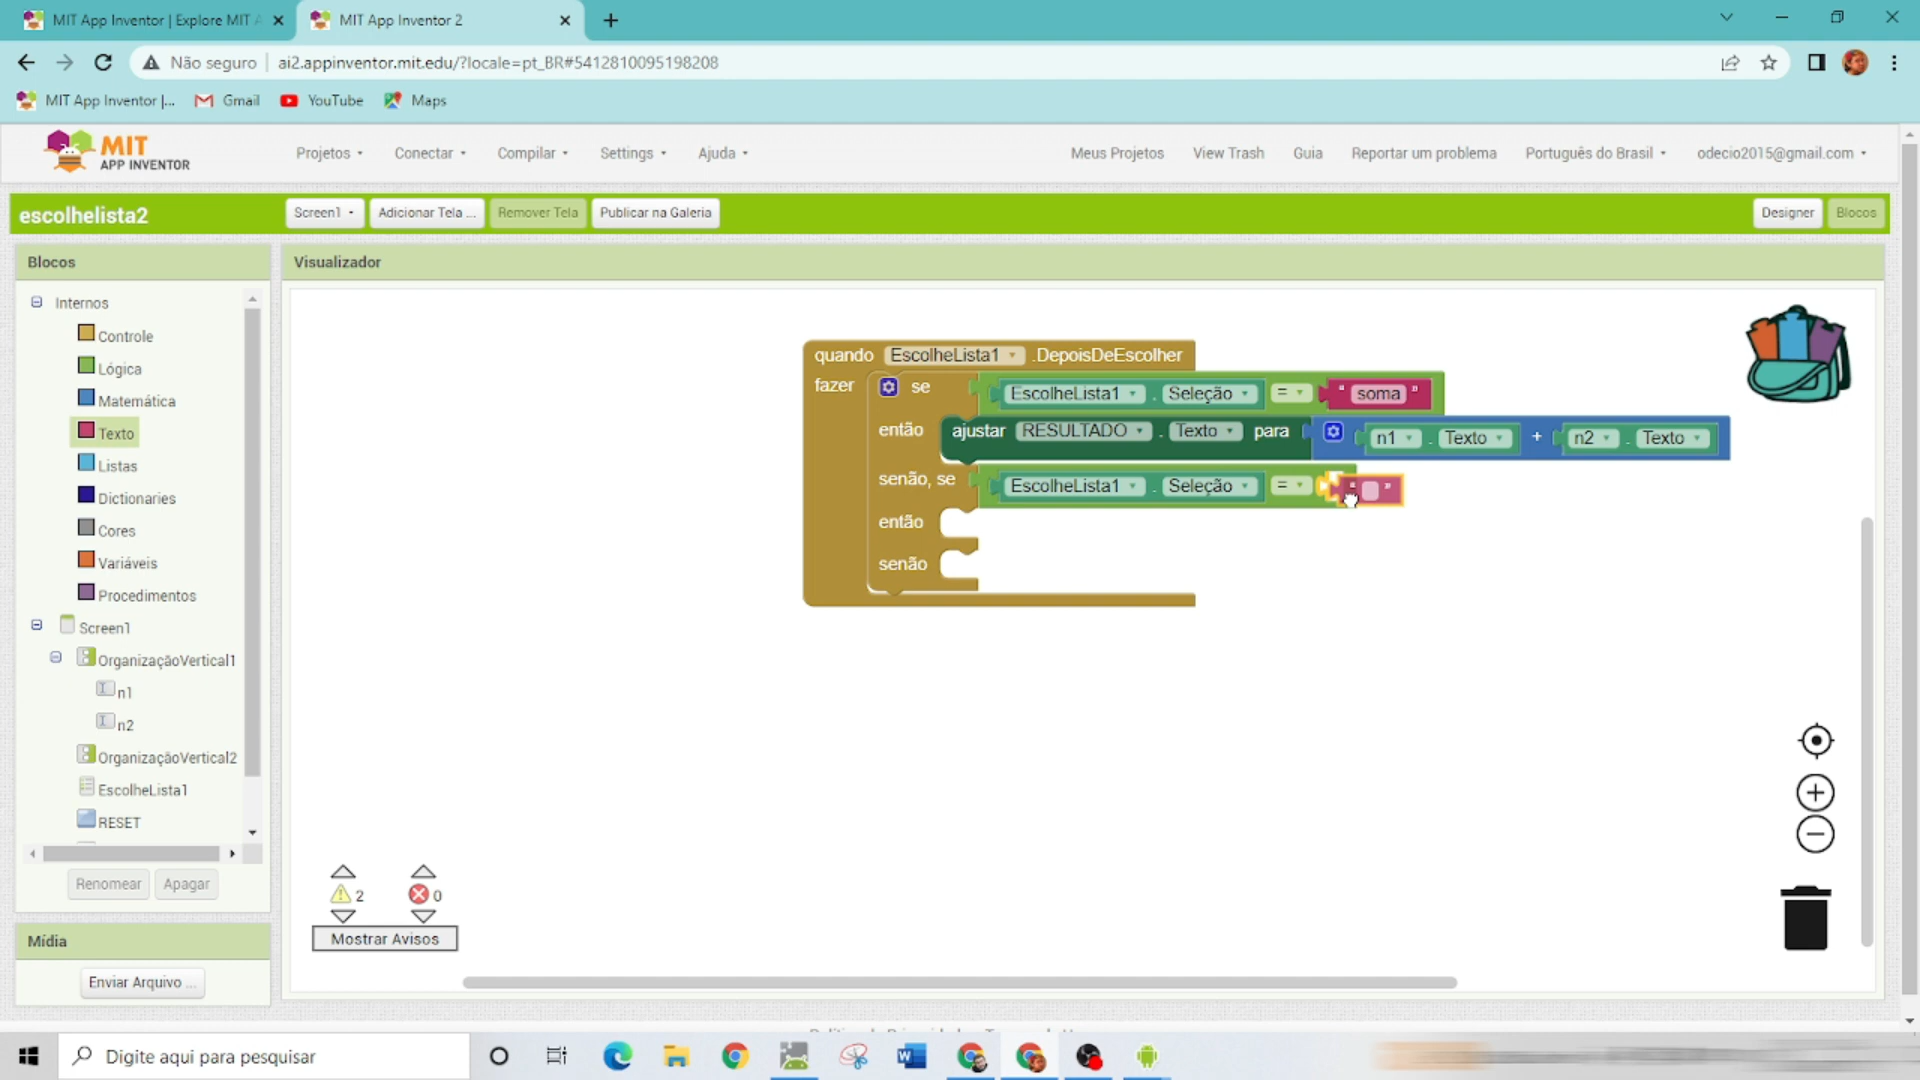 MIT App Inventor | Explore MIT A
MIT App Inventor 2
Não seguro
ai2.appinventor.mit.edu/?locale=pt_BR#5412810095198208
MIT App Inventor |...
Gmail
YouTube
Maps
MIT
APP INVENTOR
Projetos
Conectar
Compilar
Settings
Ajuda
Meus Projetos
View Trash
Guia
Reportar um problema
Português do Brasil
odecio2015@gmail.com
escolhelista2
Screen1
Adicionar Tela ...
Remover Tela
Publicar na Galeria
Designer
Blocos
Blocos
Visualizador
Internos
Controle
Lógica
Matemática
Texto
Listas
Dictionaries
Cores
Variáveis
Procedimentos
Screen1
OrganizaçãoVertical1
n1
n2
OrganizaçãoVertical2
EscolheLista1
RESET
Renomear
Apagar
Mídia
Enviar Arquivo ...
quando EscolheLista1 .DepoisDeEscolher
fazer se EscolheLista1 . Seleção = " soma "
então ajustar RESULTADO . Texto para n1 . Texto + n2 . Texto
senão, se EscolheLista1 . Seleção = " "
então
senão
2
0
Mostrar Avisos
Digite aqui para pesquisar